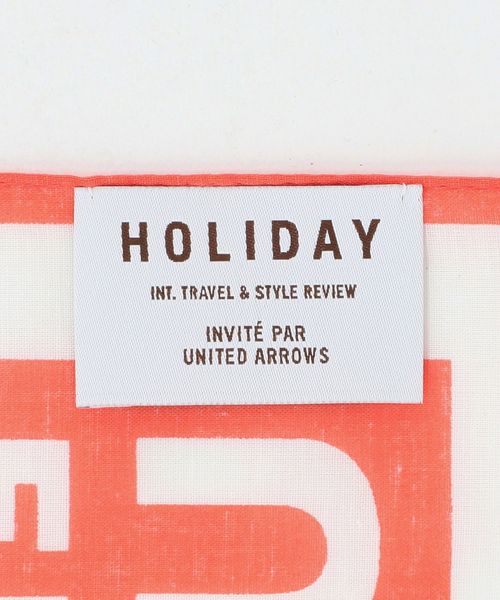 HOLIDAY
INT. TRAVEL & STYLE REVIEW
INVITÉ PAR
UNITED ARROWS